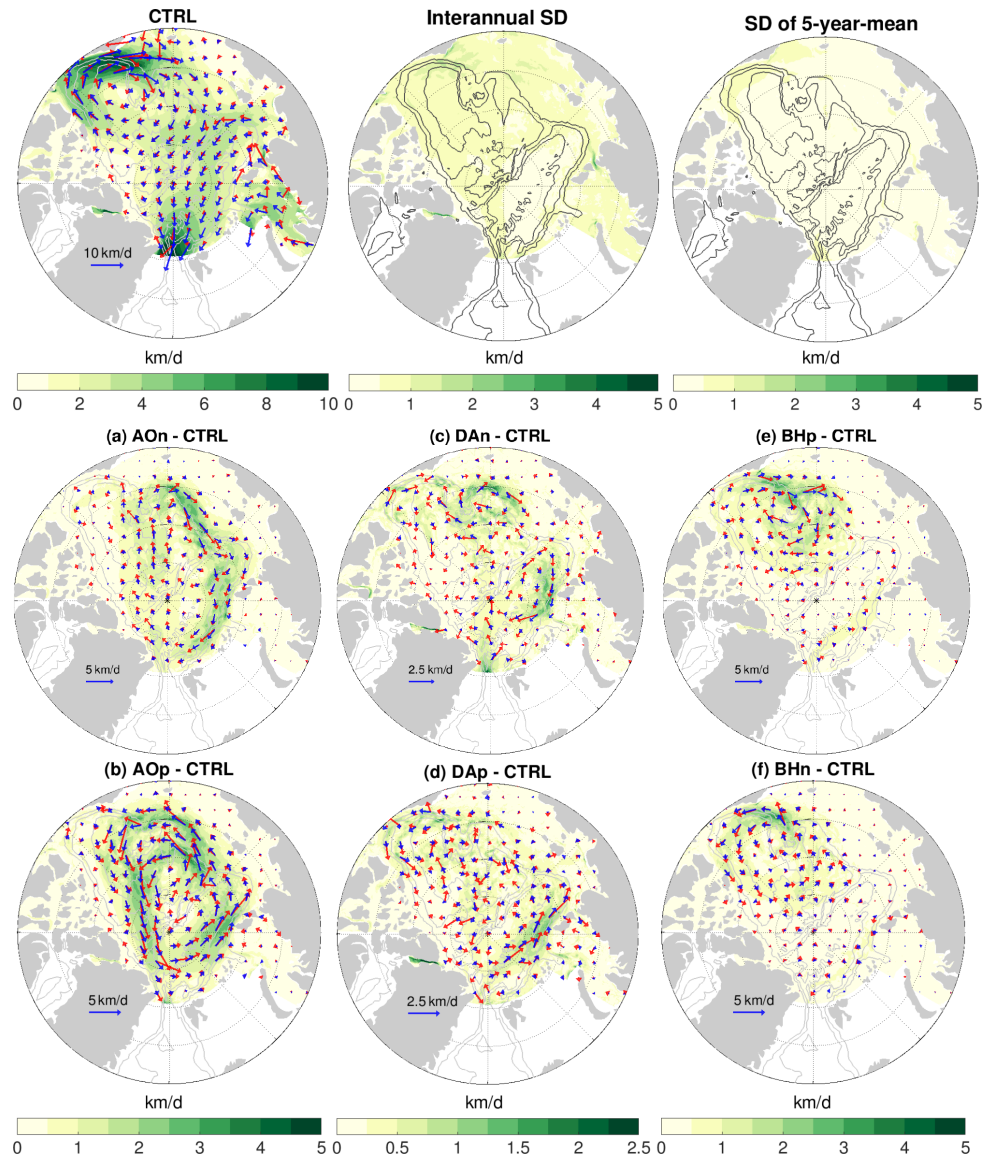 CTRL
Interannual SD
SD of 5-year-mean
10 km/d
km/d
km/d
km/d
0 2 4 6 8 10
0 1 2 3 4 5
0 1 2 3 4 5
(a) AOn - CTRL
(c) DAn - CTRL
(e) BHp - CTRL
5 km/d
2.5 km/d
5 km/d
(b) AOp - CTRL
(d) DAp - CTRL
(f) BHn - CTRL
5 km/d
2.5 km/d
5 km/d
km/d
km/d
km/d
0 1 2 3 4 5
0 0.5 1 1.5 2 2.5
0 1 2 3 4 5